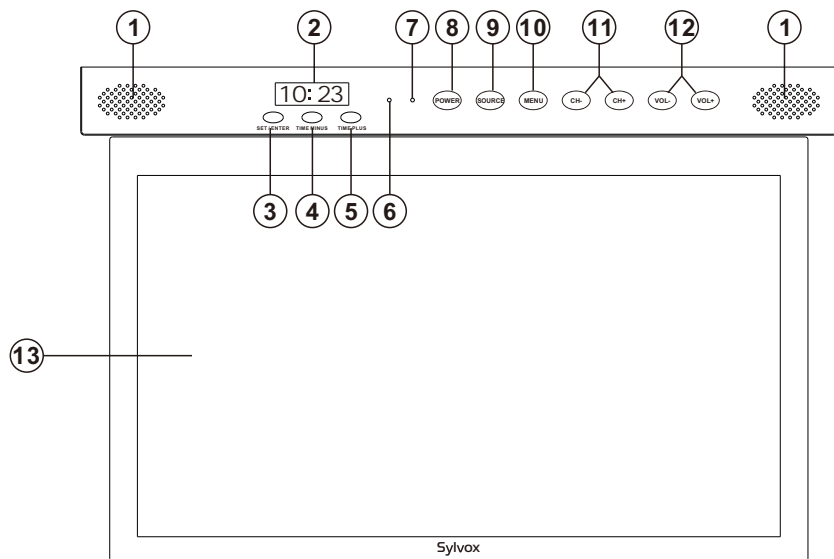 1 2 7 8 9 10 11 12 1
10:23
POWER SOURCE MENU CH- CH+ VOL- VOL+
SET / ENTER TIME MINUS TIME PLUS
3 4 5 6
13
Sylvox